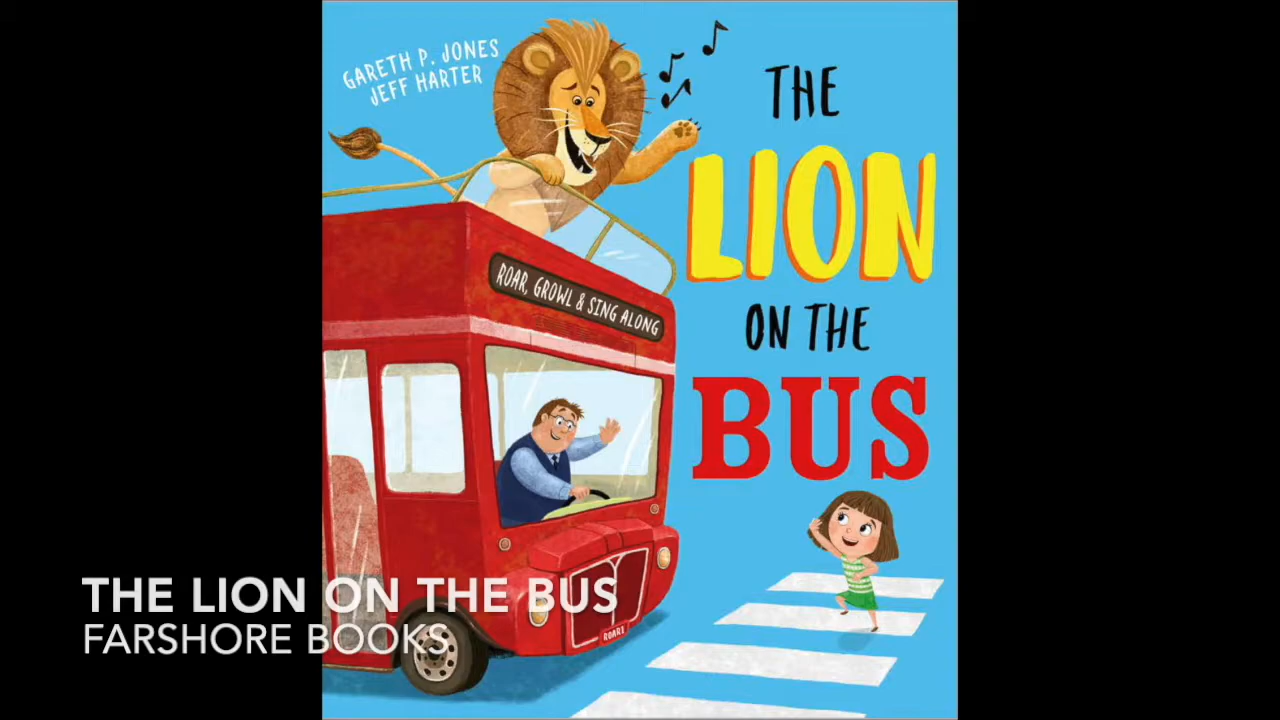 GARETH P. JONES
JEFF HARTER
THE
LION
ON THE
BUS
ROAR, GROWL & SING ALONG
ROAR1
THE LION ON THE BUS
FARSHORE BOOKS